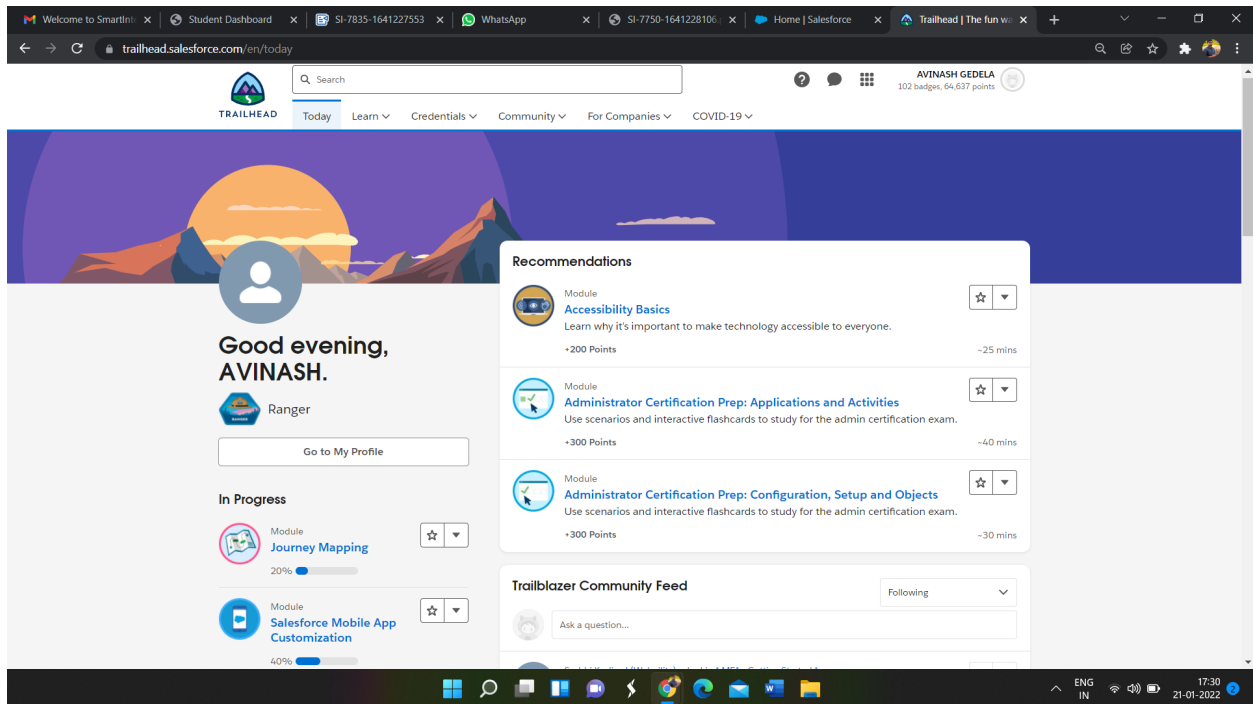 Welcome to SmartInte
Student Dashboard
SI-7835-1641227553
WhatsApp
SI-7750-1641228106.p
Home | Salesforce
Trailhead | The fun wa
trailhead.salesforce.com/en/today
TRAILHEAD
Search
AVINASH GEDELA
102 badges, 64,637 points
Today Learn Credentials Community For Companies COVID-19
Good evening,
AVINASH.
RANGER
Ranger
Go to My Profile
In Progress
Module
Journey Mapping
20%
Module
Salesforce Mobile App
Customization
40%
Recommendations
Module
Accessibility Basics
Learn why it's important to make technology accessible to everyone.
+200 Points ~25 mins
Module
Administrator Certification Prep: Applications and Activities
Use scenarios and interactive flashcards to study for the admin certification exam.
+300 Points ~40 mins
Module
Administrator Certification Prep: Configuration, Setup and Objects
Use scenarios and interactive flashcards to study for the admin certification exam.
+300 Points ~30 mins
Trailblazer Community Feed
Following
Ask a question...
ENG
IN
17:30
21-01-2022
2